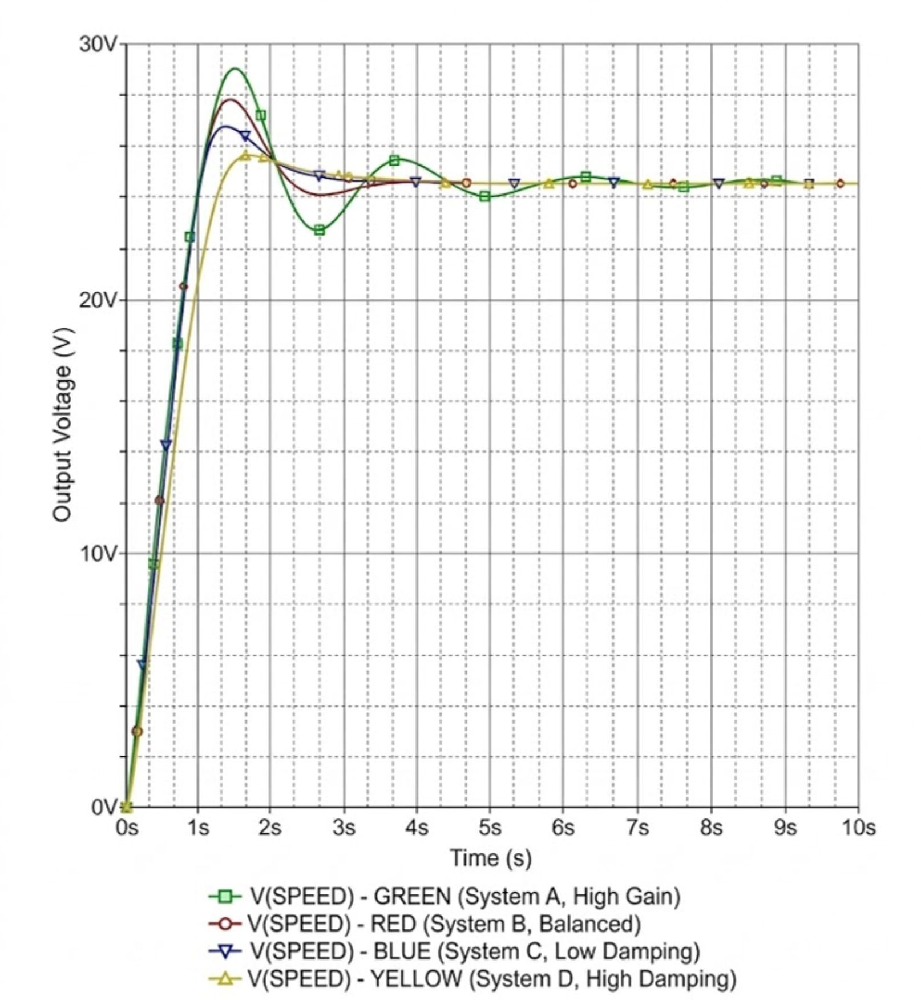 30V
20V
10V
0V
Output Voltage (V)
0s 1s 2s 3s 4s 5s 6s 7s 8s 9s 10s
Time (s)
V(SPEED) - GREEN (System A, High Gain)
V(SPEED) - RED (System B, Balanced)
V(SPEED) - BLUE (System C, Low Damping)
V(SPEED) - YELLOW (System D, High Damping)